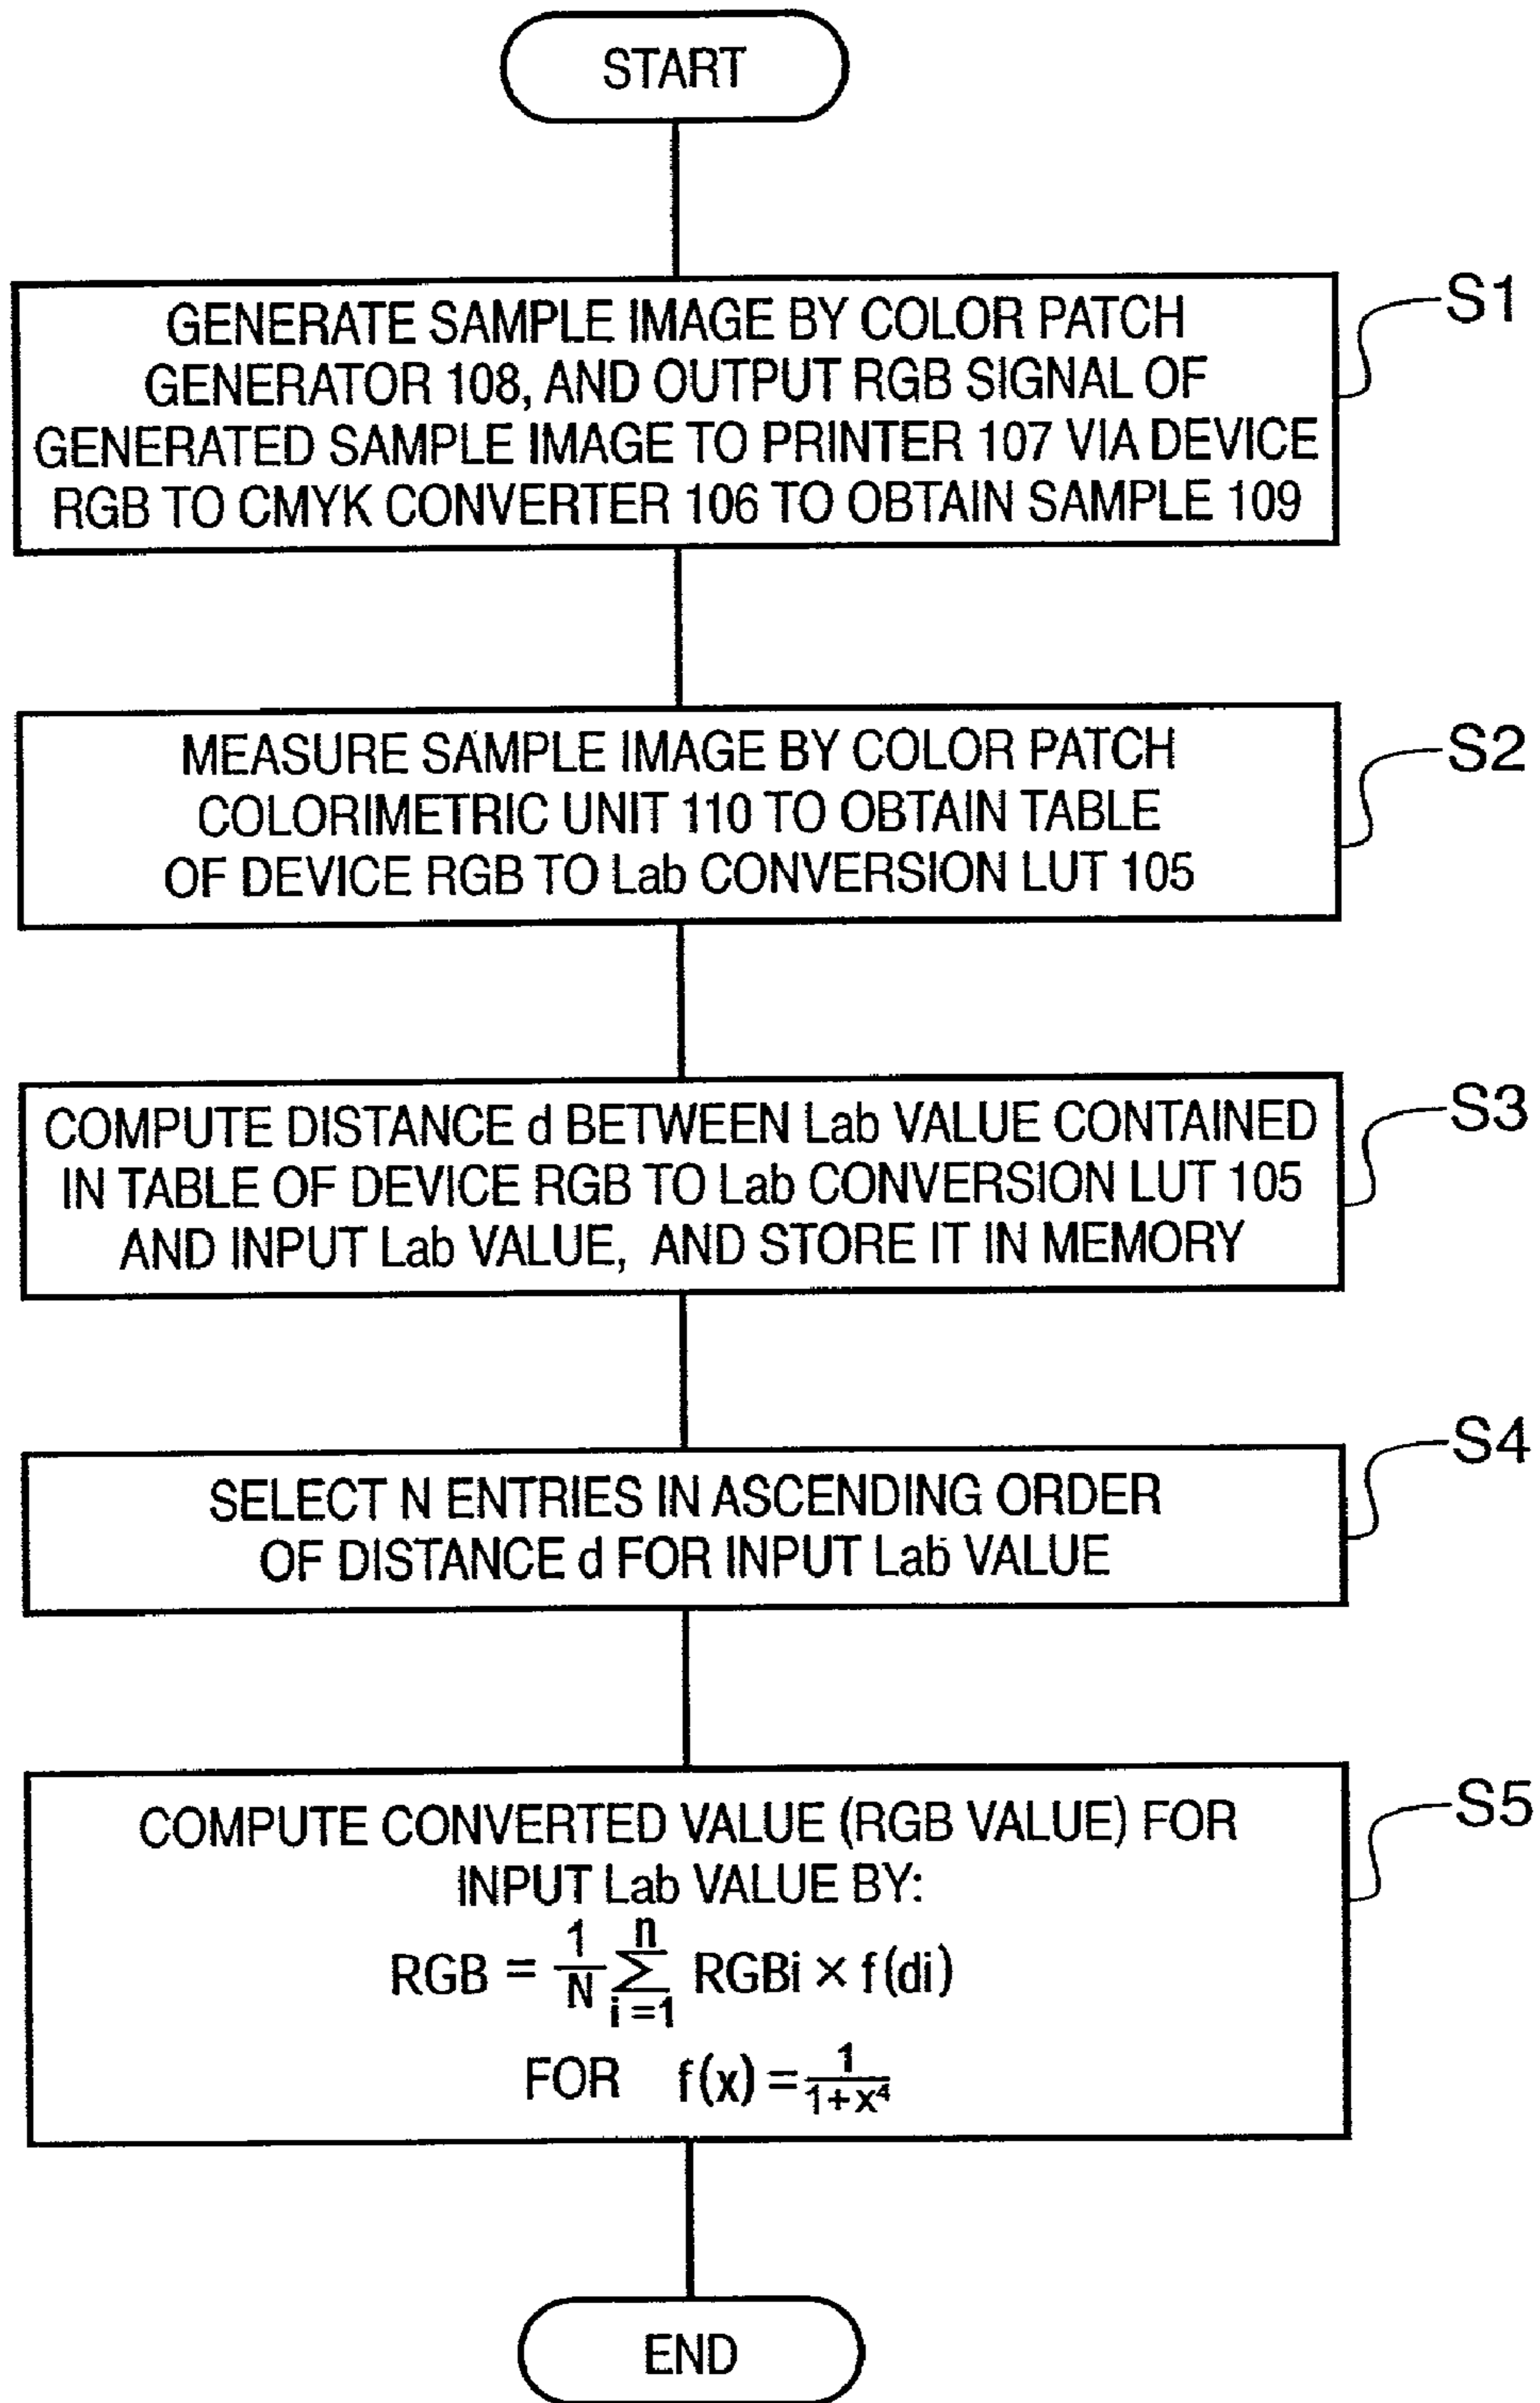 START
GENERATE SAMPLE IMAGE BY COLOR PATCH
GENERATOR 108, AND OUTPUT RGB SIGNAL OF
GENERATED SAMPLE IMAGE TO PRINTER 107 VIA DEVICE
RGB TO CMYK CONVERTER 106 TO OBTAIN SAMPLE 109
S1
MEASURE SAMPLE IMAGE BY COLOR PATCH
COLORIMETRIC UNIT 110 TO OBTAIN TABLE
OF DEVICE RGB TO Lab CONVERSION LUT 105
S2
COMPUTE DISTANCE d BETWEEN Lab VALUE CONTAINED
IN TABLE OF DEVICE RGB TO Lab CONVERSION LUT 105
AND INPUT Lab VALUE, AND STORE IT IN MEMORY
S3
SELECT N ENTRIES IN ASCENDING ORDER
OF DISTANCE d FOR INPUT Lab VALUE
S4
COMPUTE CONVERTED VALUE (RGB VALUE) FOR
INPUT Lab VALUE BY:
RGB = 1/N Σ i=1 n RGBi × f(di)
FOR f(x) = 1/1+x⁴
S5
END